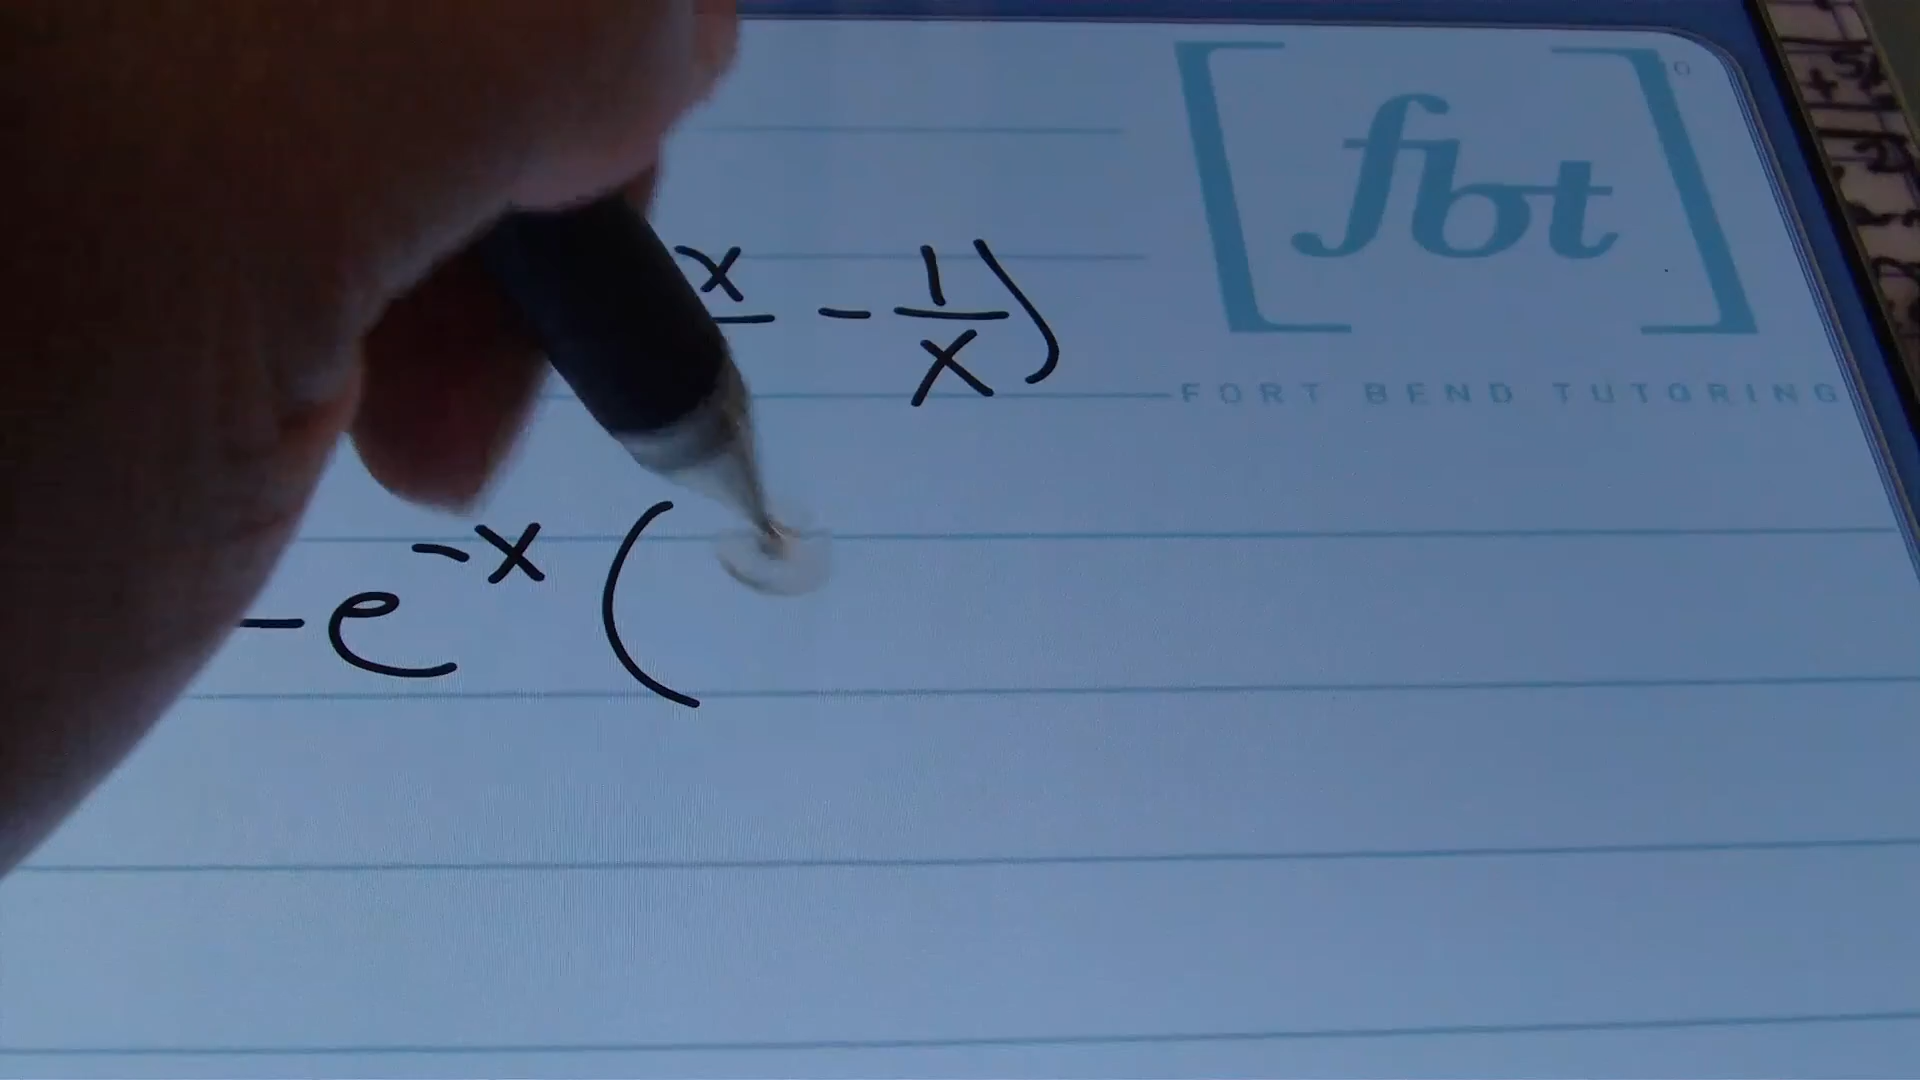 fbt
x/ - 1/x)
FORT BEND TUTORING
-e^-x (